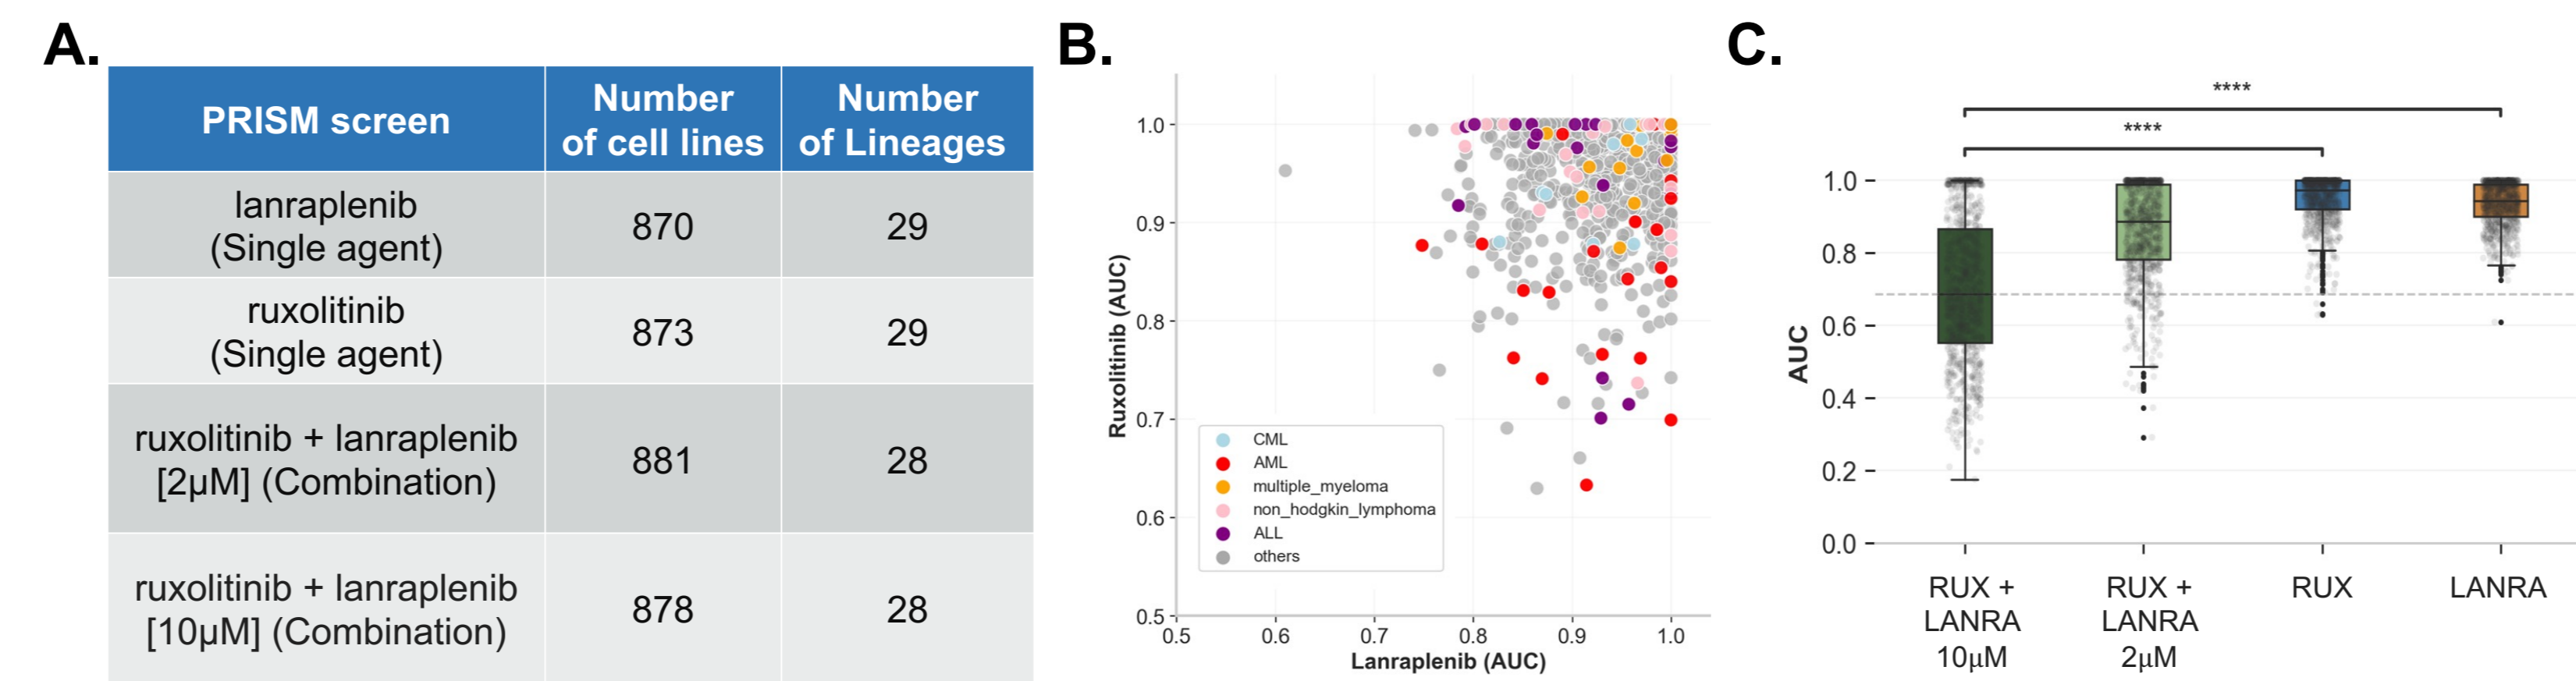 A.
PRISM screen
Number
of cell lines
Number
of Lineages
lanraplenib
(Single agent)
870
29
ruxolitinib
(Single agent)
873
29
ruxolitinib + lanraplenib
[2μM] (Combination)
881
28
ruxolitinib + lanraplenib
[10μM] (Combination)
878
28
B.
Ruxolitinib (AUC)
1.0
0.9
0.8
0.7
0.6
0.5
CML
AML
multiple_myeloma
non_hodgkin_lymphoma
ALL
others
0.5 0.6 0.7 0.8 0.9 1.0
Lanraplenib (AUC)
C.
****
****
AUC
1.0
0.8
0.6
0.4
0.2
0.0
RUX +
LANRA
10μM
RUX +
LANRA
2μM
RUX
LANRA